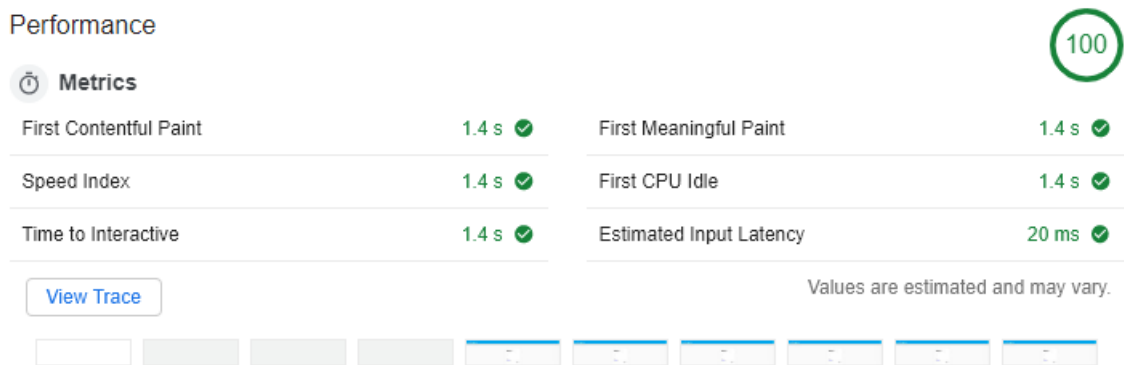 Performance
100
Metrics
First Contentful Paint 1.4 s
First Meaningful Paint 1.4 s
Speed Index 1.4 s
First CPU Idle 1.4 s
Time to Interactive 1.4 s
Estimated Input Latency 20 ms
View Trace
Values are estimated and may vary.